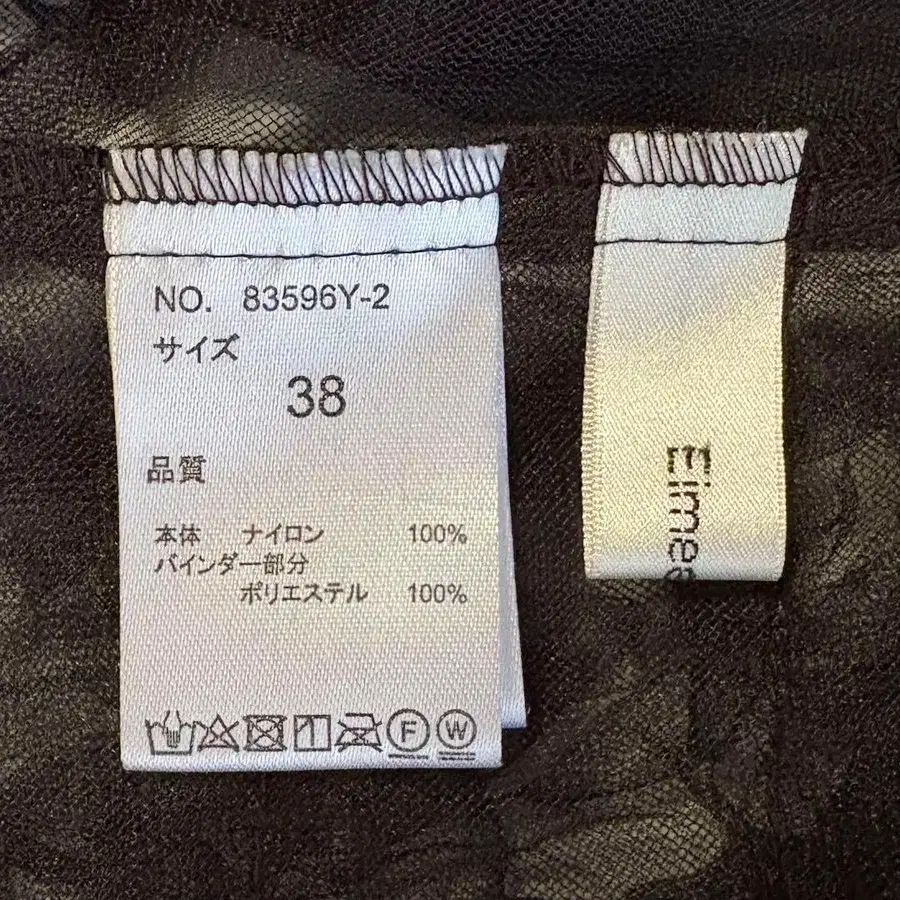 NO. 83596Y-2
サイズ
38
品質
本体 ナイロン 100%
バインダー部分
ポリエステル 100%
F
W